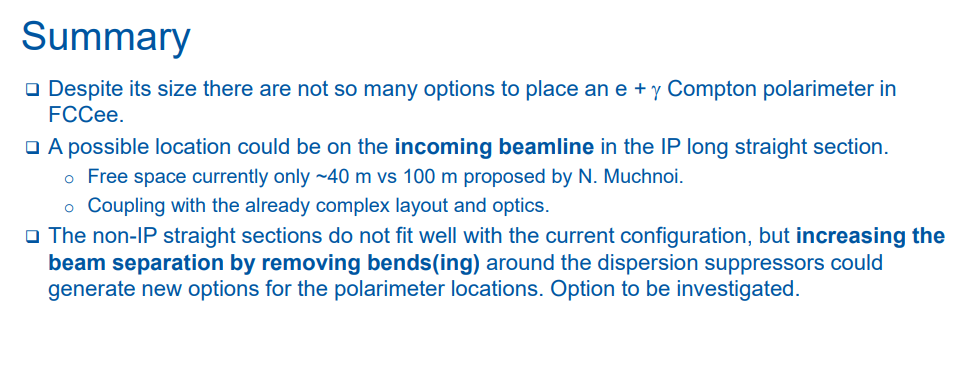 Summary
❑ Despite its size there are not so many options to place an e + γ Compton polarimeter in
FCCee.
❑ A possible location could be on the incoming beamline in the IP long straight section.
o Free space currently only ~40 m vs 100 m proposed by N. Muchnoi.
o Coupling with the already complex layout and optics.
❑ The non-IP straight sections do not fit well with the current configuration, but increasing the
beam separation by removing bends(ing) around the dispersion suppressors could
generate new options for the polarimeter locations. Option to be investigated.